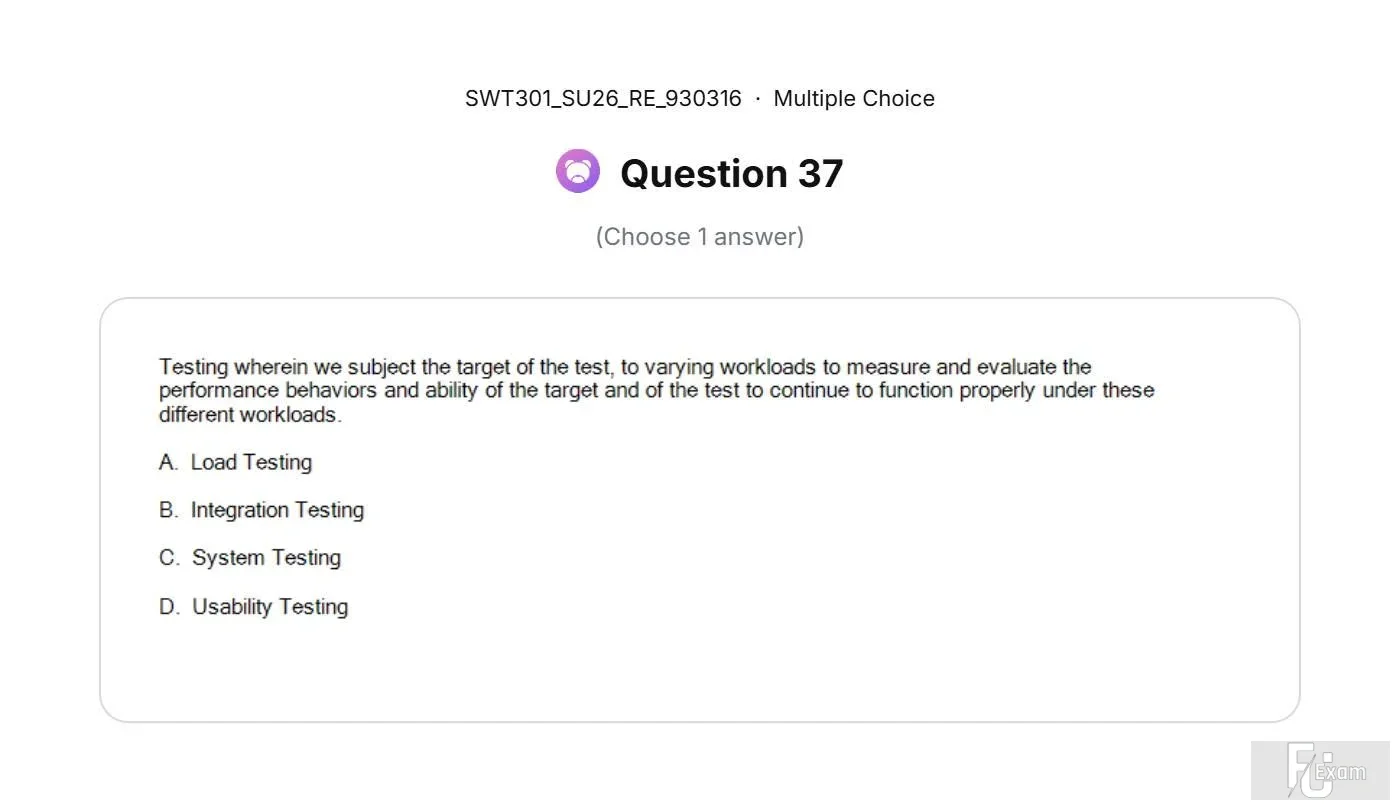 SWT301_SU26_RE_930316 · Multiple Choice
Question 37
(Choose 1 answer)
Testing wherein we subject the target of the test, to varying workloads to measure and evaluate the
performance behaviors and ability of the target and of the test to continue to function properly under these
different workloads.
A. Load Testing
B. Integration Testing
C. System Testing
D. Usability Testing
FU Exam